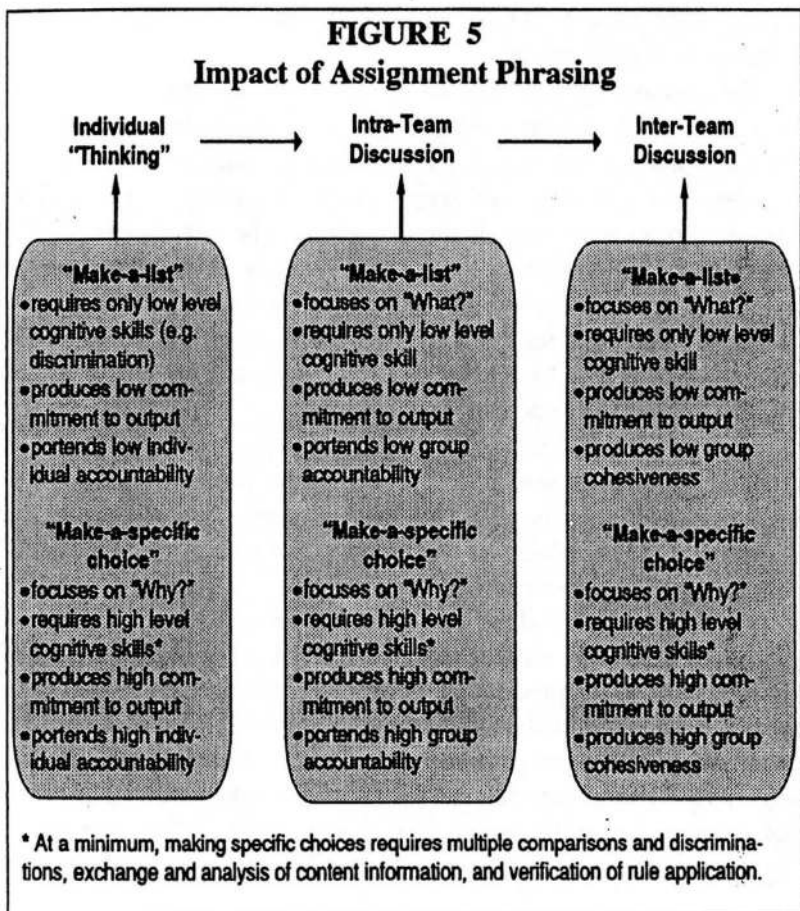 FIGURE 5
Impact of Assignment Phrasing
Individual
"Thinking"
Intra-Team
Discussion
Inter-Team
Discussion
"Make-a-list"
•requires only low level
cognitive skills (e.g.
discrimination)
•produces low com-
mitment to output
•portends low indiv-
idual accountability
"Make-a-specific
choice"
•focuses on "Why?"
•requires high level
cognitive skills*
•produces high com-
mitment to output
•portends high indiv-
idual accountability
"Make-a-list"
•focuses on "What?"
•requires only low level
cognitive skill
•produces low com-
mitment to output
•portends low group
accountability
"Make-a-specific
choice"
•focuses on "Why?"
•requires high level
cognitive skills*
•produces high com-
mitment to output
•portends high group
accountability
"Make-a-list•
•focuses on "What?"
•requires only low level
cognitive skill
•produces low com-
mitment to output
•produces low group
cohesiveness
"Make-a-specific
choice"
•focuses on "Why?"
•requires high level
cognitive skills*
•produces high com-
mitment to output
•produces high group
cohesiveness
* At a minimum, making specific choices requires multiple comparisons and discrimina-
tions, exchange and analysis of content information, and verification of rule application.